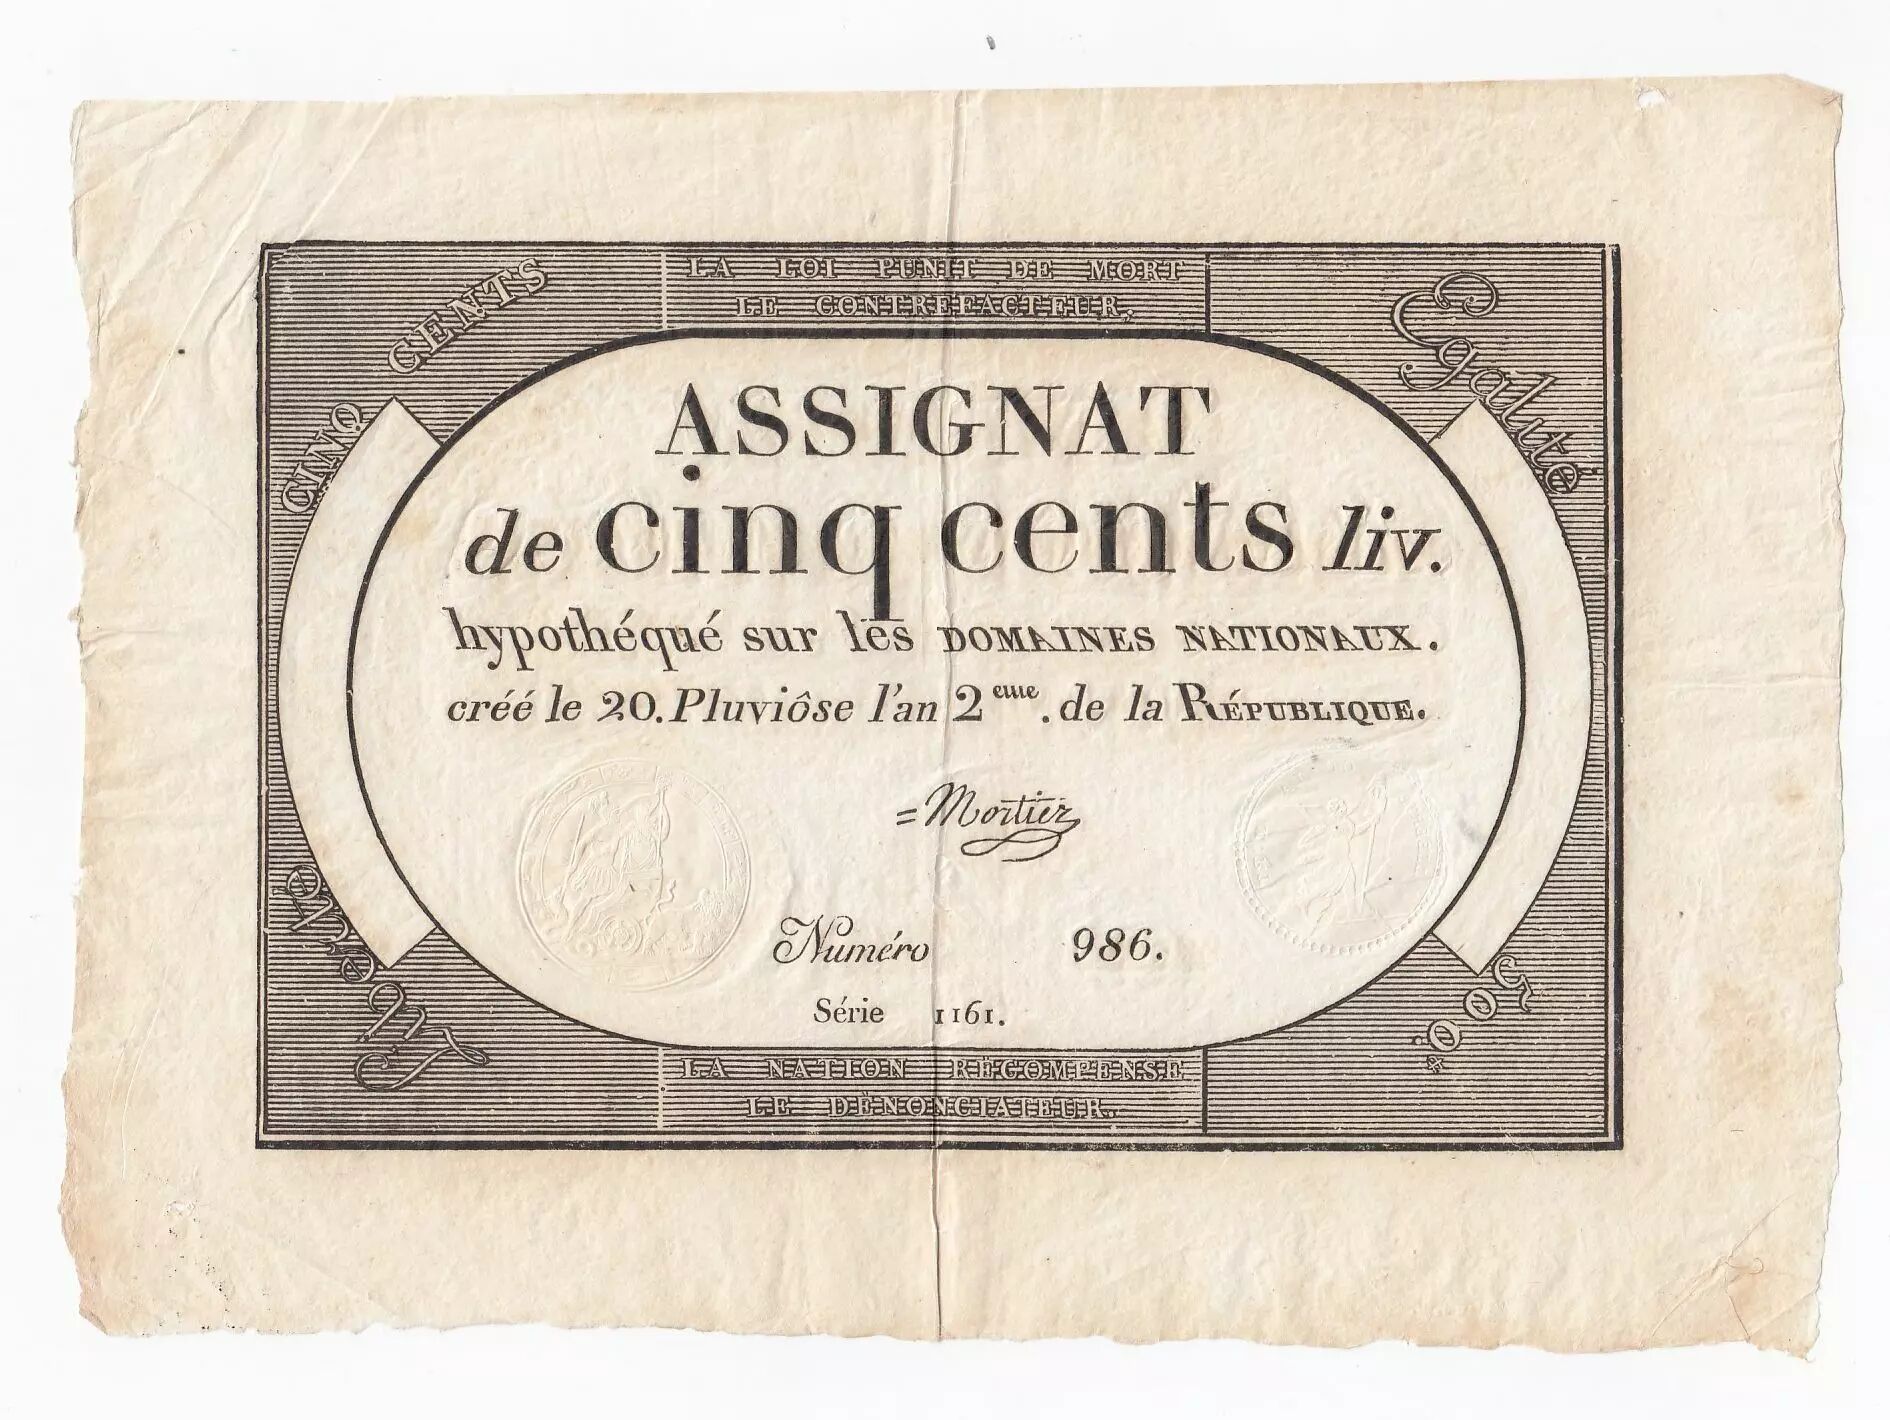 LA LOI PUNIT DE MORT
LE CONTREFACTEUR.
CINQ CENTS
Egalité
ASSIGNAT
de cinq cents liv.
hypothéqué sur les DOMAINES NATIONAUX.
créé le 20. Pluviôse l'an 2eme. de la RÉPUBLIQUE.
=Mortier
Numéro 986.
Série 1161.
Liberté
500.
LA NATION RÉCOMPENSE
LE DÉNONCIATEUR.